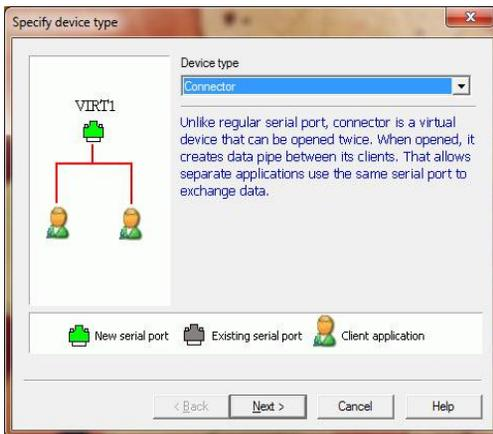 Specify device type
x
Device type
Connector
VIRT1
Unlike regular serial port, connector is a virtual
device that can be opened twice. When opened, it
creates data pipe between its clients. That allows
separate applications use the same serial port to
exchange data.
New serial port
Existing serial port
Client application
< Back
Next >
Cancel
Help